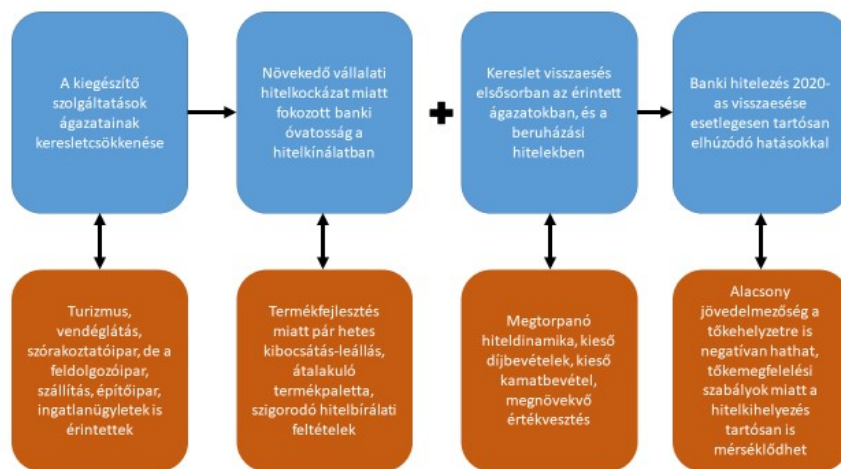 A kiegészítő
szolgáltatások
ágazatainak
keresletcsökkenése
Növekedő vállalati
hitelkockázat miatt
fokozott banki
óvatosság a
hitelkínálatban
Kereslet visszaesés
elsősorban az érintett
ágazatokban, és a
beruházási
hitelekben
Banki hitelezés 2020-
as visszaesése
esetlegesen tartósan
elhúzódó hatásokkal
Turizmus,
vendéglátás,
szórakoztatóipar, de a
feldolgozóipar,
szállítás, építőipar,
ingatlanügyletek is
érintettek
Termékfejlesztés
miatt pár hetes
kibocsátás-leállás,
átalakuló
termékpaletta,
szigorodó hitelbírálati
feltételek
Megtorpanó
hiteldinamika, kieső
díjbevételek, kieső
kamatbevétel,
megnövekvő
értékvesztés
Alacsony
jövedelmezőség a
tőkehelyzetre is
negatívan hathat,
tőkemegfelelési
szabályok miatt a
hitelkihelyezés
tartósan is
mérséklődhet